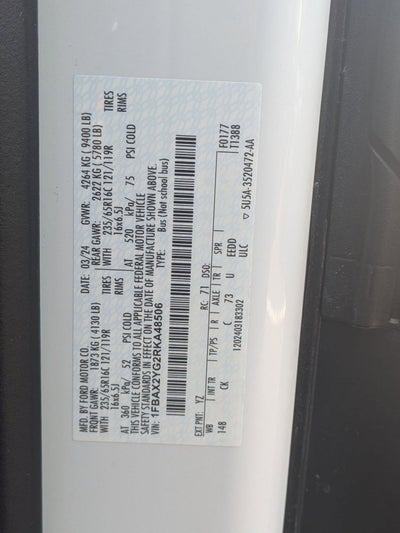 MFD. BY FORD MOTOR CO.
DATE: 03/24 GVWR: 4264 KG ( 9400 LB)
FRONT GAWR: 1873 KG ( 4130 LB) REAR GAWR: 2622 KG ( 5780 LB)
WITH 235/65R16C 121/119R TIRES WITH 235/65R16C 121/119R TIRES
16x6.5J RIMS 16x6.5J RIMS
AT 360 kPa/ 52 PSI COLD AT 520 kPa/ 75 PSI COLD
THIS VEHICLE CONFORMS TO ALL APPLICABLE FEDERAL MOTOR VEHICLE
SAFETY STANDARDS IN EFFECT ON THE DATE OF MANUFACTURE SHOWN ABOVE.
VIN: 1FBAX2YG2RKA48506 TYPE: Bus (Not school bus)
F0177
T1388
EXT PNT: YZ RC: 71 DSO:
WB INT TR TP/PS R AXLE TR SPR
148 CK C 73 U EEDD
1202403183302 ULC
5U5A-3520472-AA